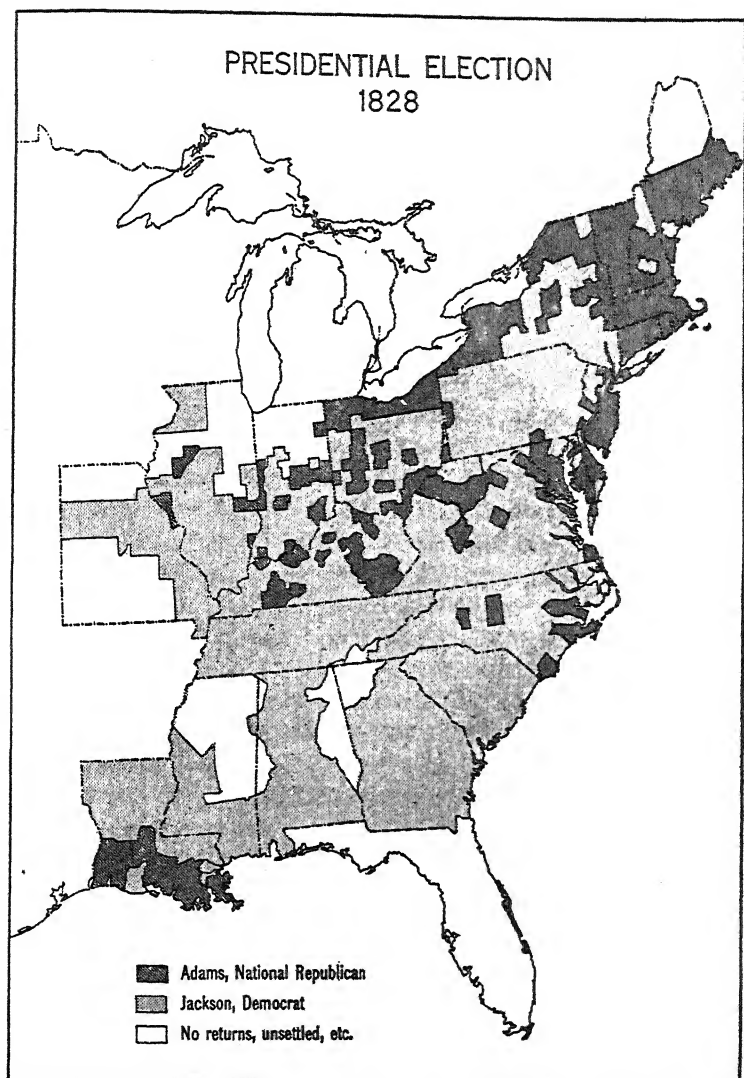 PRESIDENTIAL ELECTION
1828
Adams, National Republican
Jackson, Democrat
No returns, unsettled, etc.